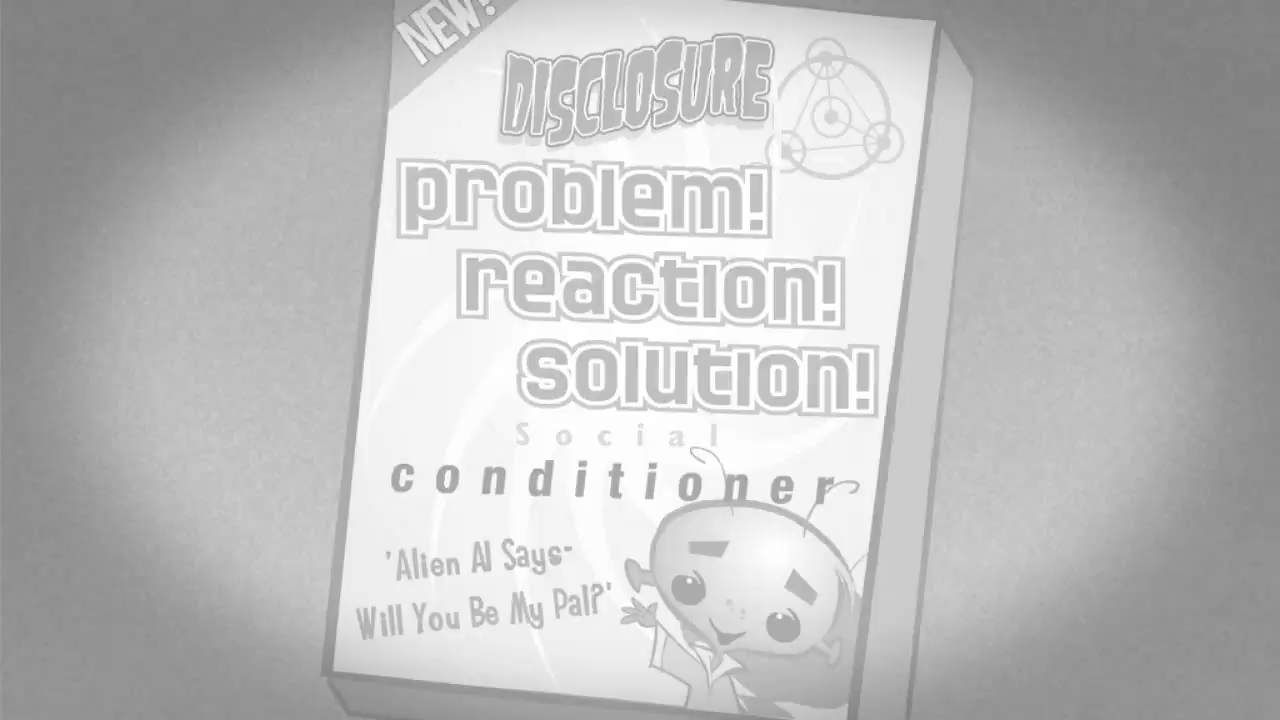 NEW!
DISCLOSURE
problem!
reaction!
solution!
Social
conditioner
'Alien Al Says-
Will You Be My Pal?'